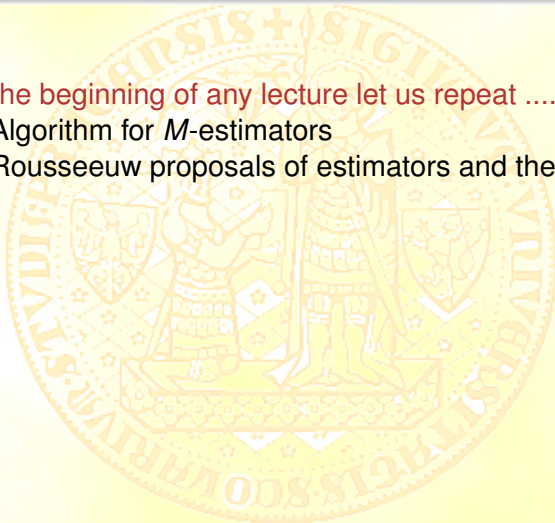 he beginning of any lecture let us repeat ....
Algorithm for M-estimators
Rousseeuw proposals of estimators and the